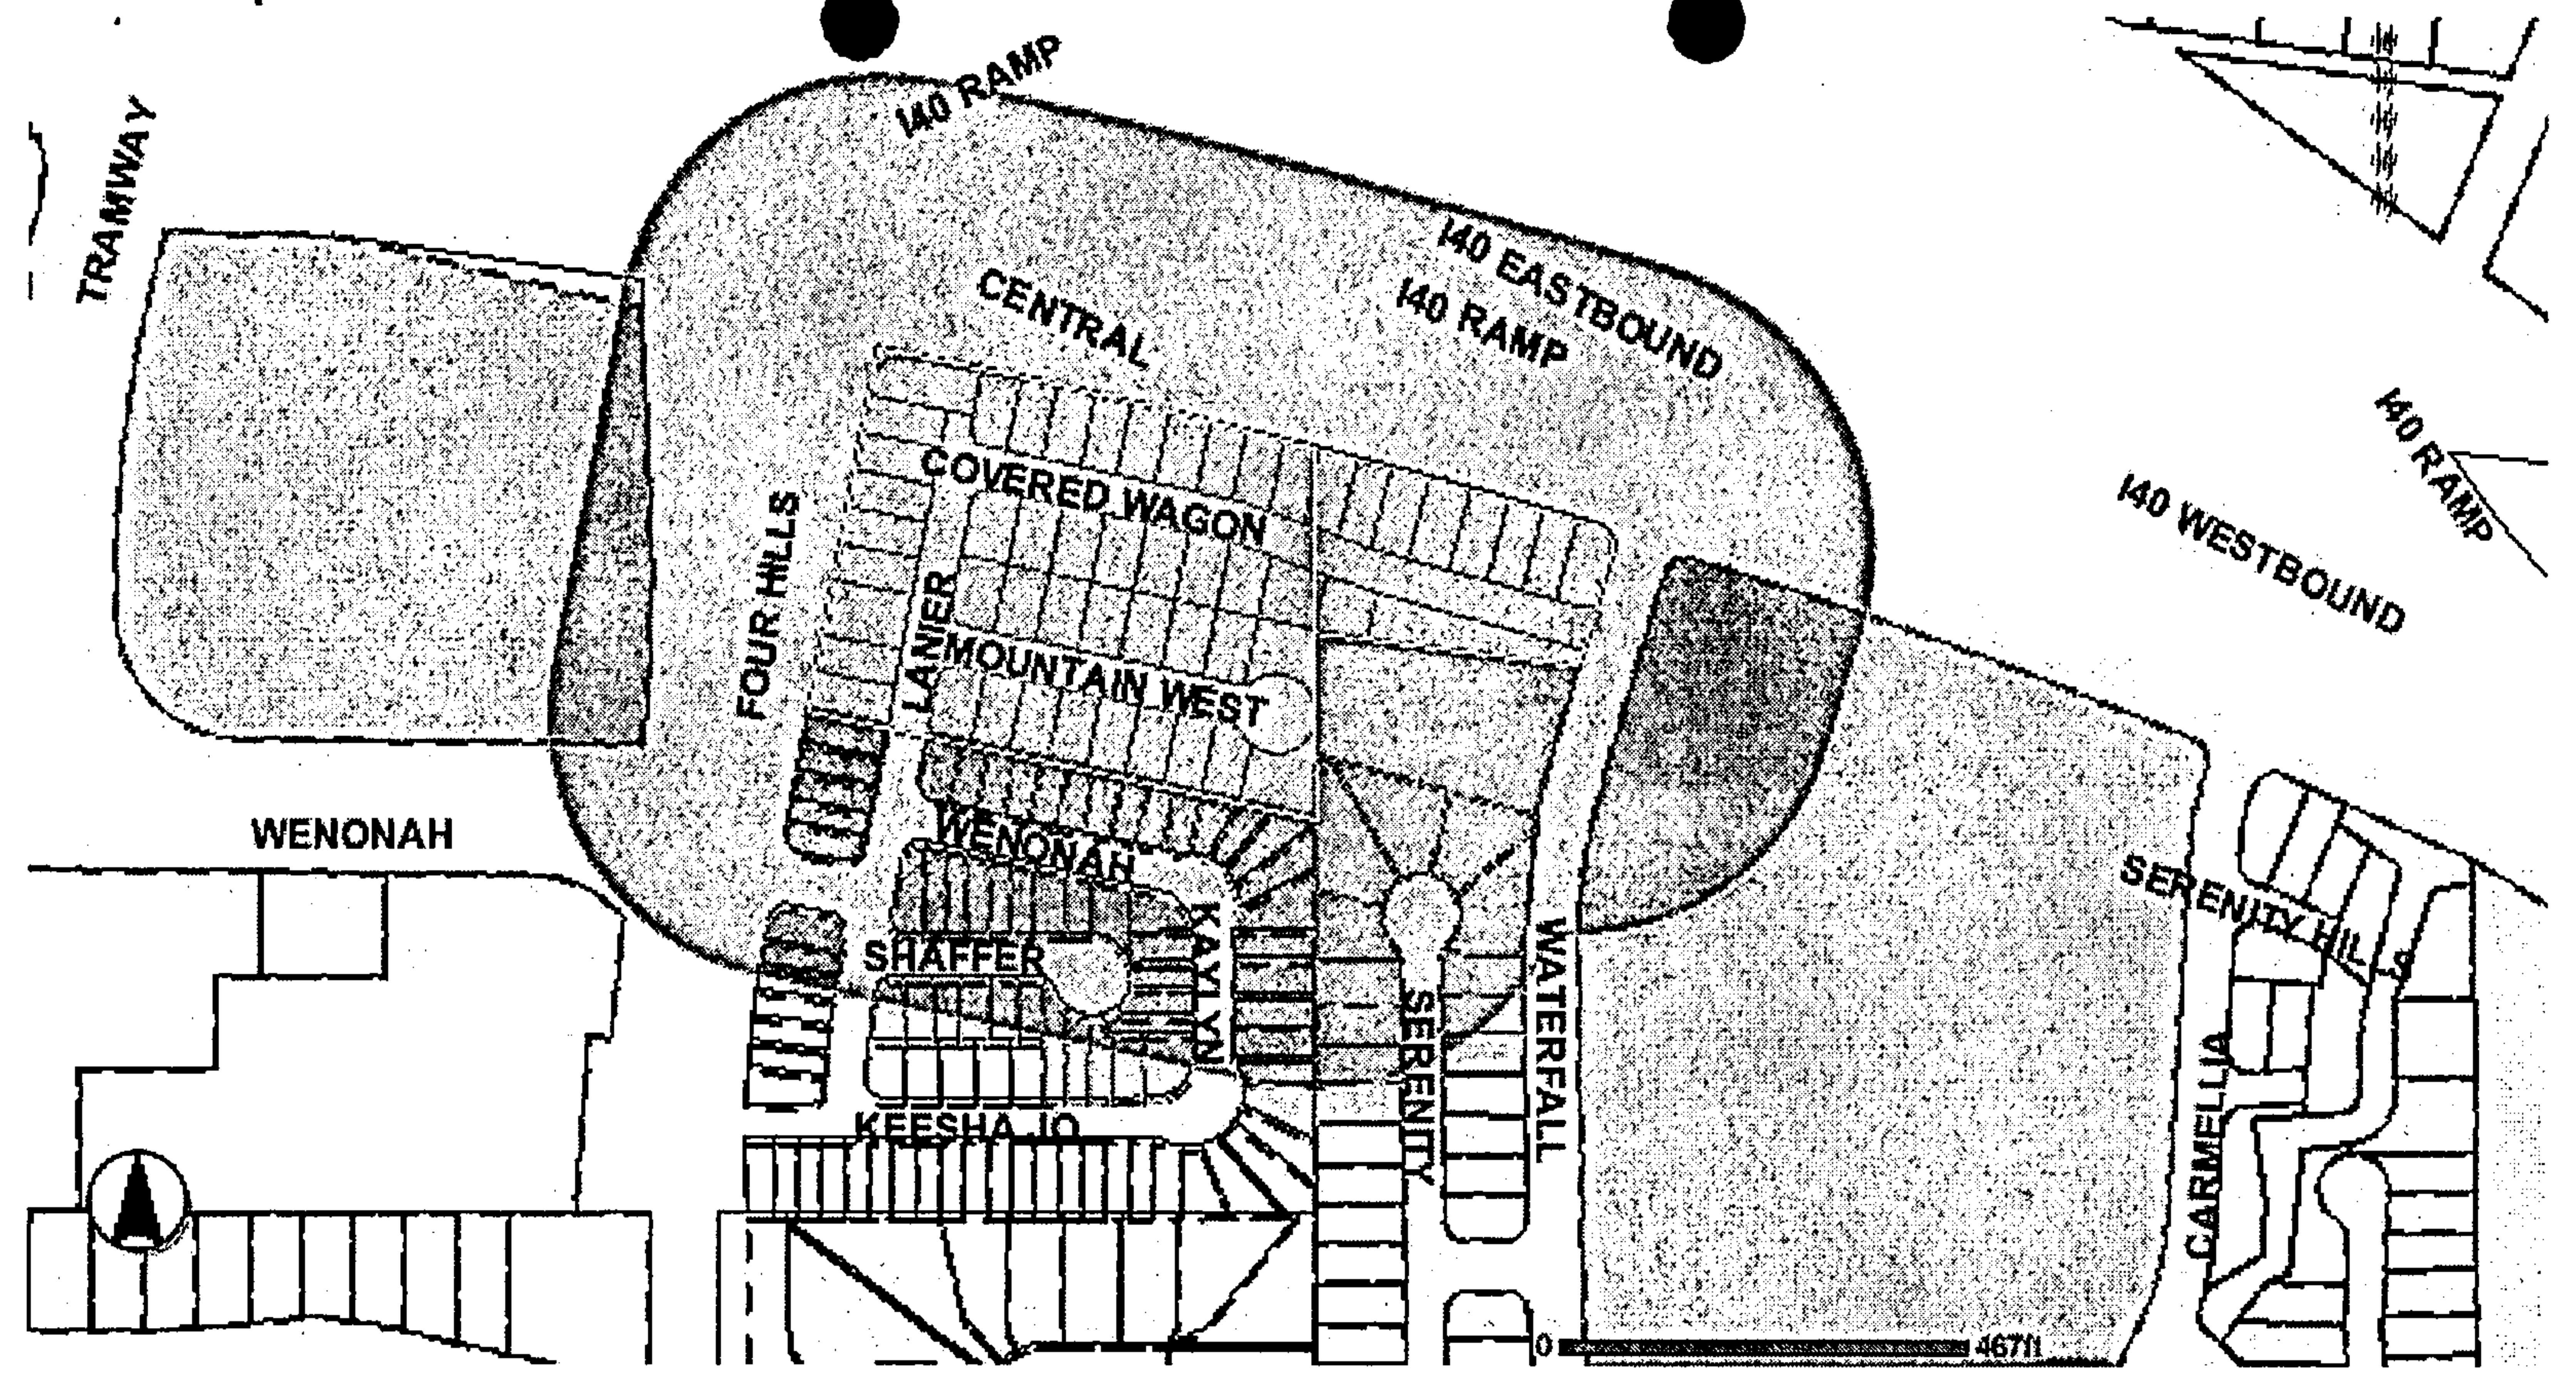 I40 RAMP
TRAMWAY
I40 EASTBOUND
I40 RAMP
CENTRAL
I40 RAMP
I40 WESTBOUND
COVERED WAGON
FOUR HILLS
LANIER
MOUNTAIN WEST
WENONAH
WENONAH
SERENITY HILLS
KAYLYN
SHAFFER
WATERFALL
SERENITY
CARMELLIA
KEESHA JO
0 467ft